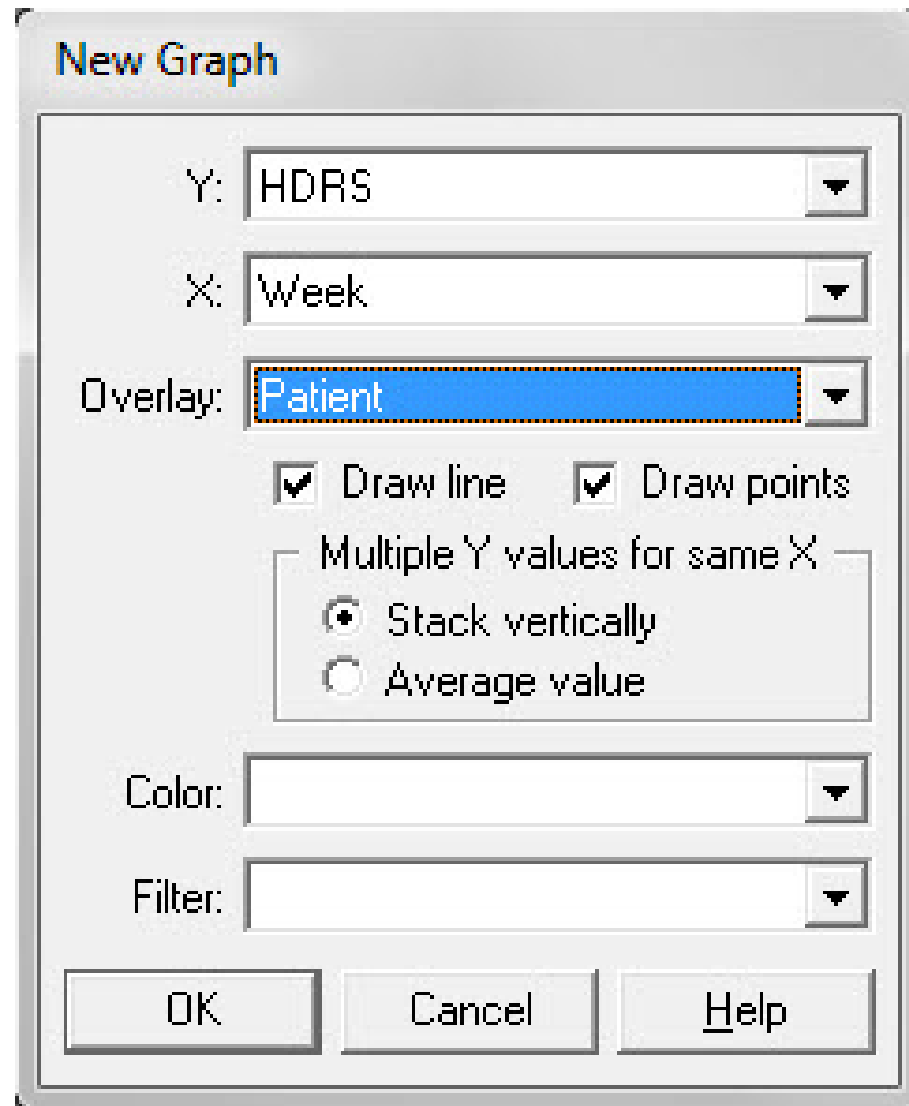 New Graph
Y: HDRS
X: Week
Overlay: Patient
Draw line Draw points
Multiple Y values for same X
Stack vertically
Average value
Color:
Filter:
OK Cancel Help